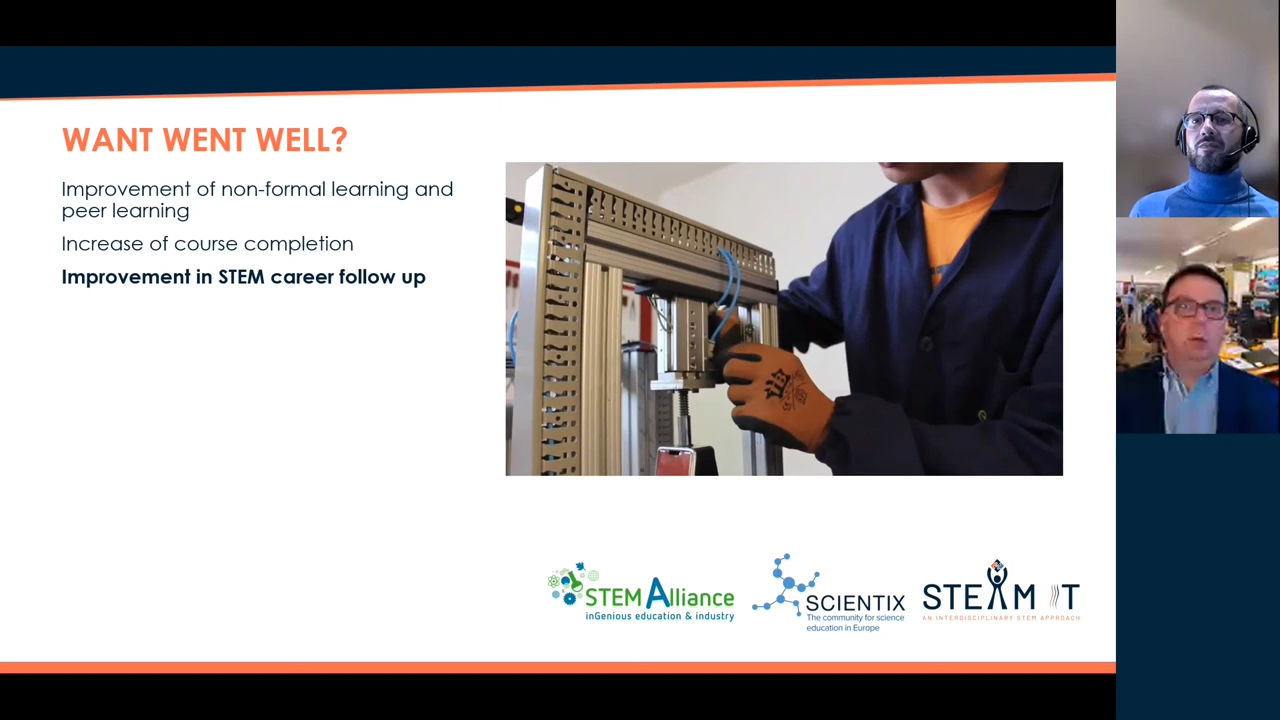 WANT WENT WELL?
Improvement of non-formal learning and
peer learning
Increase of course completion
Improvement in STEM career follow up
STEM Alliance
inGenious education & industry
SCIENTIX
The community for science
education in Europe
STEAM IT
AN INTERDISCIPLINARY STEM APPROACH